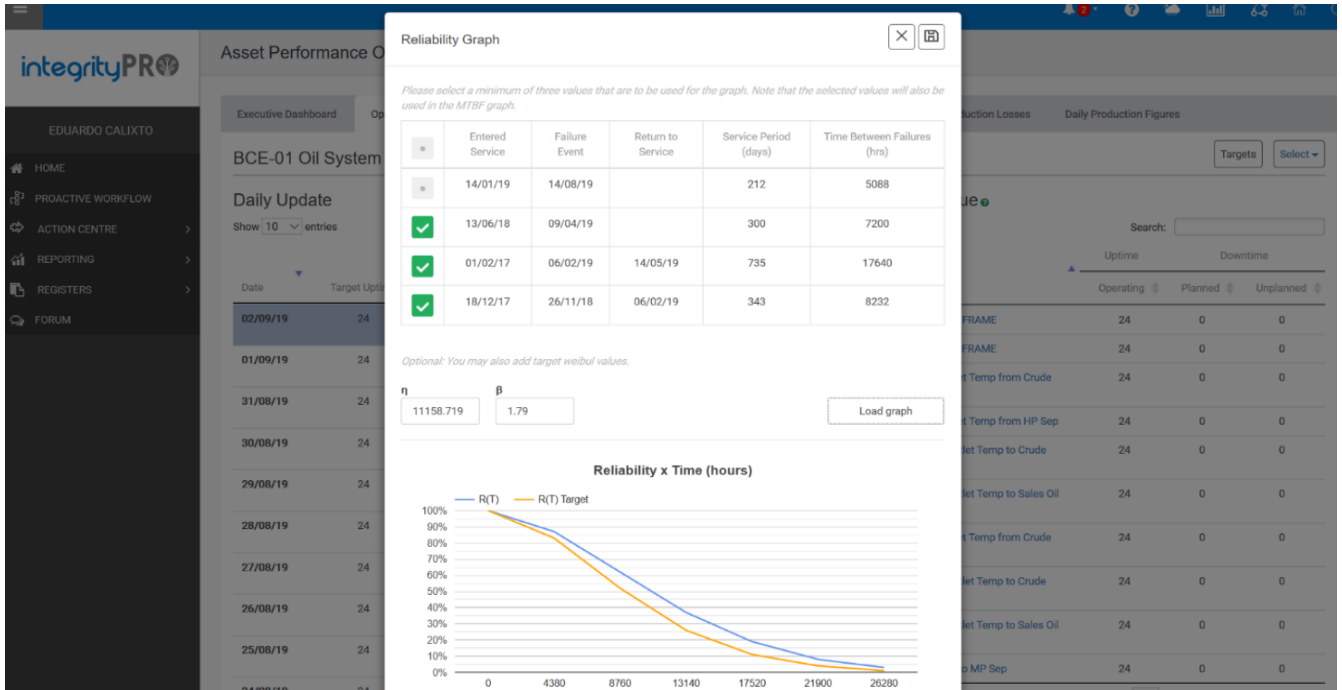 2
integrityPRO
EDUARDO CALIXTO
HOME
PROACTIVE WORKFLOW
ACTION CENTRE
REPORTING
REGISTERS
FORUM
Asset Performance O
Executive Dashboard Op
duction Losses Daily Production Figures
BCE-01 Oil System
Targets Select
Daily Update
ue
Show 10 entries
Search:
Uptime Downtime
Date Target Upti
Operating Planned Unplanned
02/09/19 24
FRAME 24 0 0
01/09/19 24
FRAME 24 0 0
31/08/19 24
t Temp from Crude 24 0 0
30/08/19 24
t Temp from HP Sep 24 0 0
29/08/19 24
let Temp to Crude 24 0 0
28/08/19 24
let Temp to Sales Oil 24 0 0
27/08/19 24
t Temp from Crude 24 0 0
26/08/19 24
let Temp to Crude 24 0 0
25/08/19 24
let Temp to Sales Oil 24 0 0
o MP Sep 24 0 0
Reliability Graph
Please select a minimum of three values that are to be used for the graph. Note that the selected values will also be
used in the MTBF graph.
Entered Service Failure Event Return to Service Service Period (days) Time Between Failures (hrs)
14/01/19 14/08/19 212 5088
13/06/18 09/04/19 300 7200
01/02/17 06/02/19 14/05/19 735 17640
18/12/17 26/11/18 06/02/19 343 8232
Optional: You may also add target weibul values.
η β
11158.719 1.79 Load graph
Reliability x Time (hours)
R(T) R(T) Target
100%
90%
80%
70%
60%
50%
40%
30%
20%
10%
0%
0 4380 8760 13140 17520 21900 26280